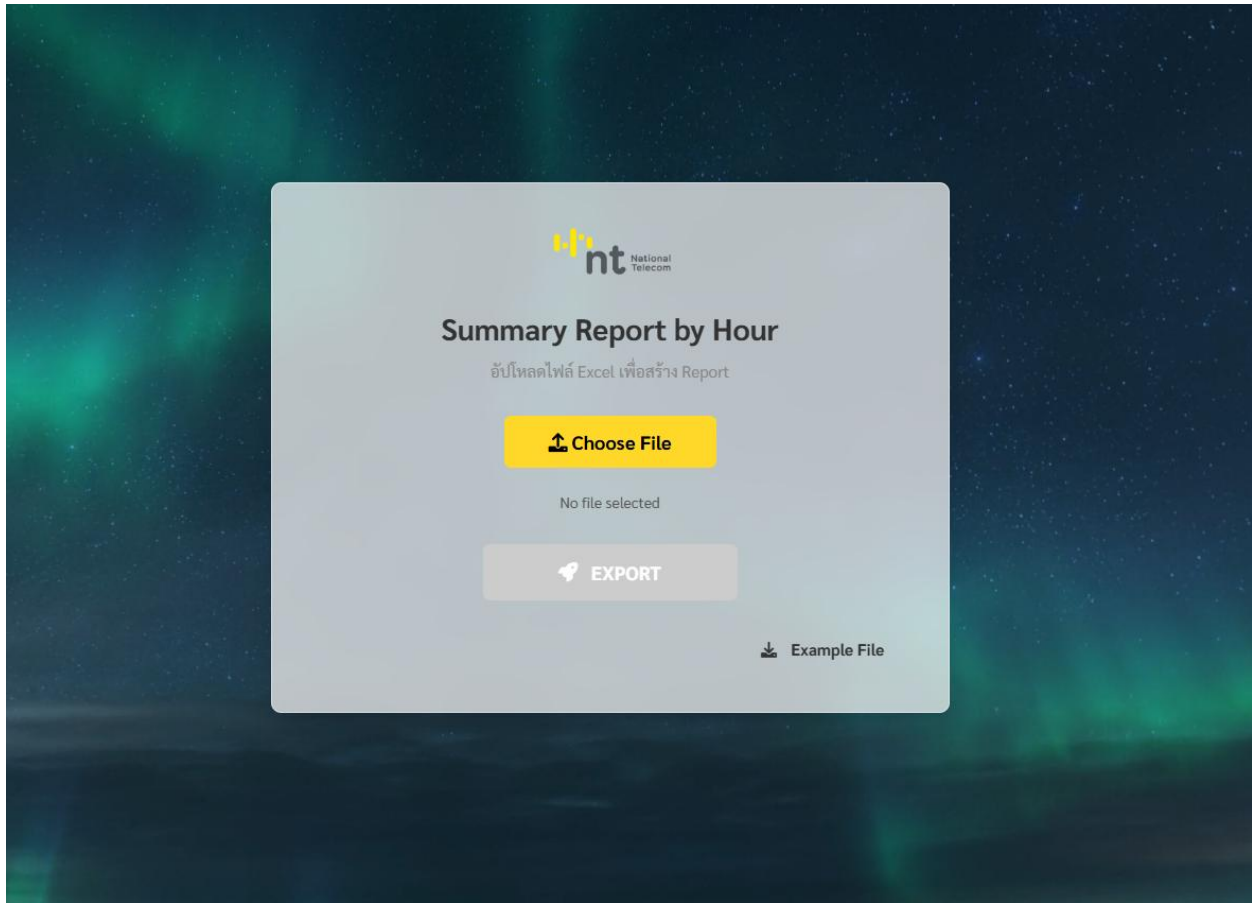 nt National
Telecom
Summary Report by Hour
อัปโหลดไฟล์ Excel เพื่อสร้าง Report
Choose File
No file selected
EXPORT
Example File